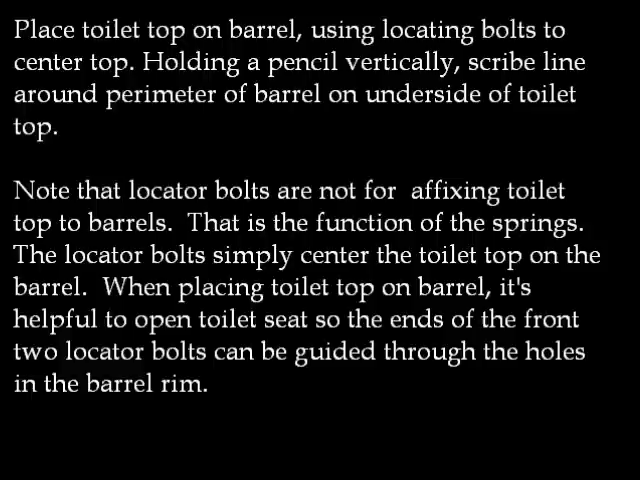 Place toilet top on barrel, using locating bolts to
center top. Holding a pencil vertically, scribe line
around perimeter of barrel on underside of toilet
top.
Note that locator bolts are not for  affixing toilet
top to barrels.  That is the function of the springs.
The locator bolts simply center the toilet top on the
barrel.  When placing toilet top on barrel, it's
helpful to open toilet seat so the ends of the front
two locator bolts can be guided through the holes
in the barrel rim.